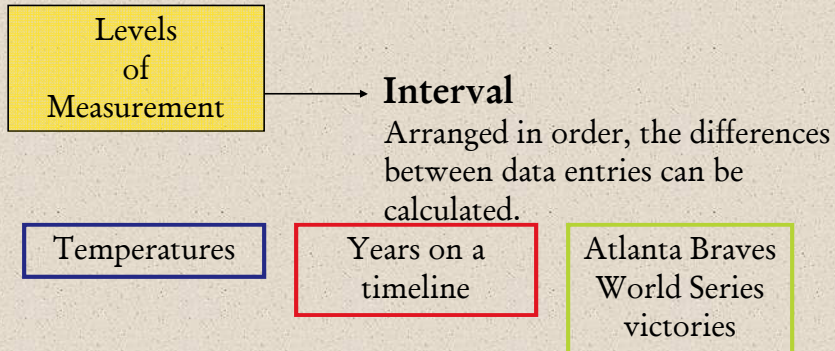 Levels
of
Measurement
Interval
Arranged in order, the differences
between data entries can be
calculated.
Temperatures
Years on a
timeline
Atlanta Braves
World Series
victories